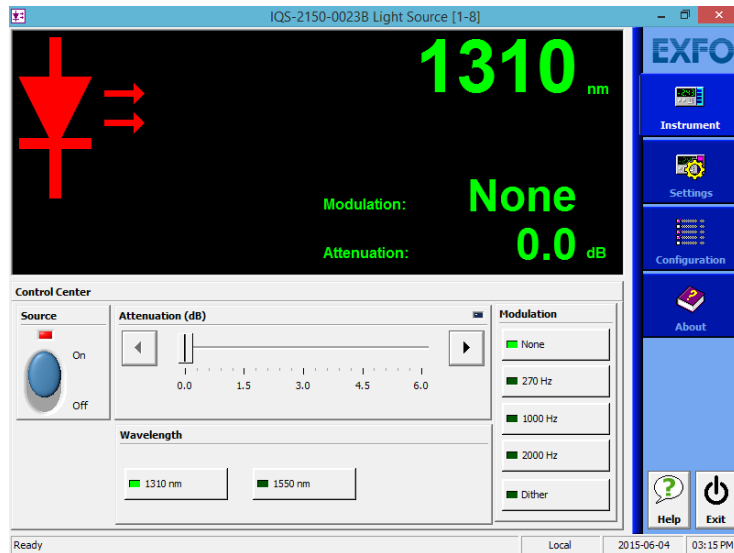 IQS-2150-0023B Light Source [1-8]
EXFO
1310 nm
Modulation: None
Attenuation: 0.0 dB
Instrument
Settings
Configuration
About
Control Center
Source
On
Off
Attenuation (dB)
0.0 1.5 3.0 4.5 6.0
Wavelength
1310 nm 1550 nm
Modulation
None
270 Hz
1000 Hz
2000 Hz
Dither
Help Exit
Ready Local 2015-06-04 03:15 PM